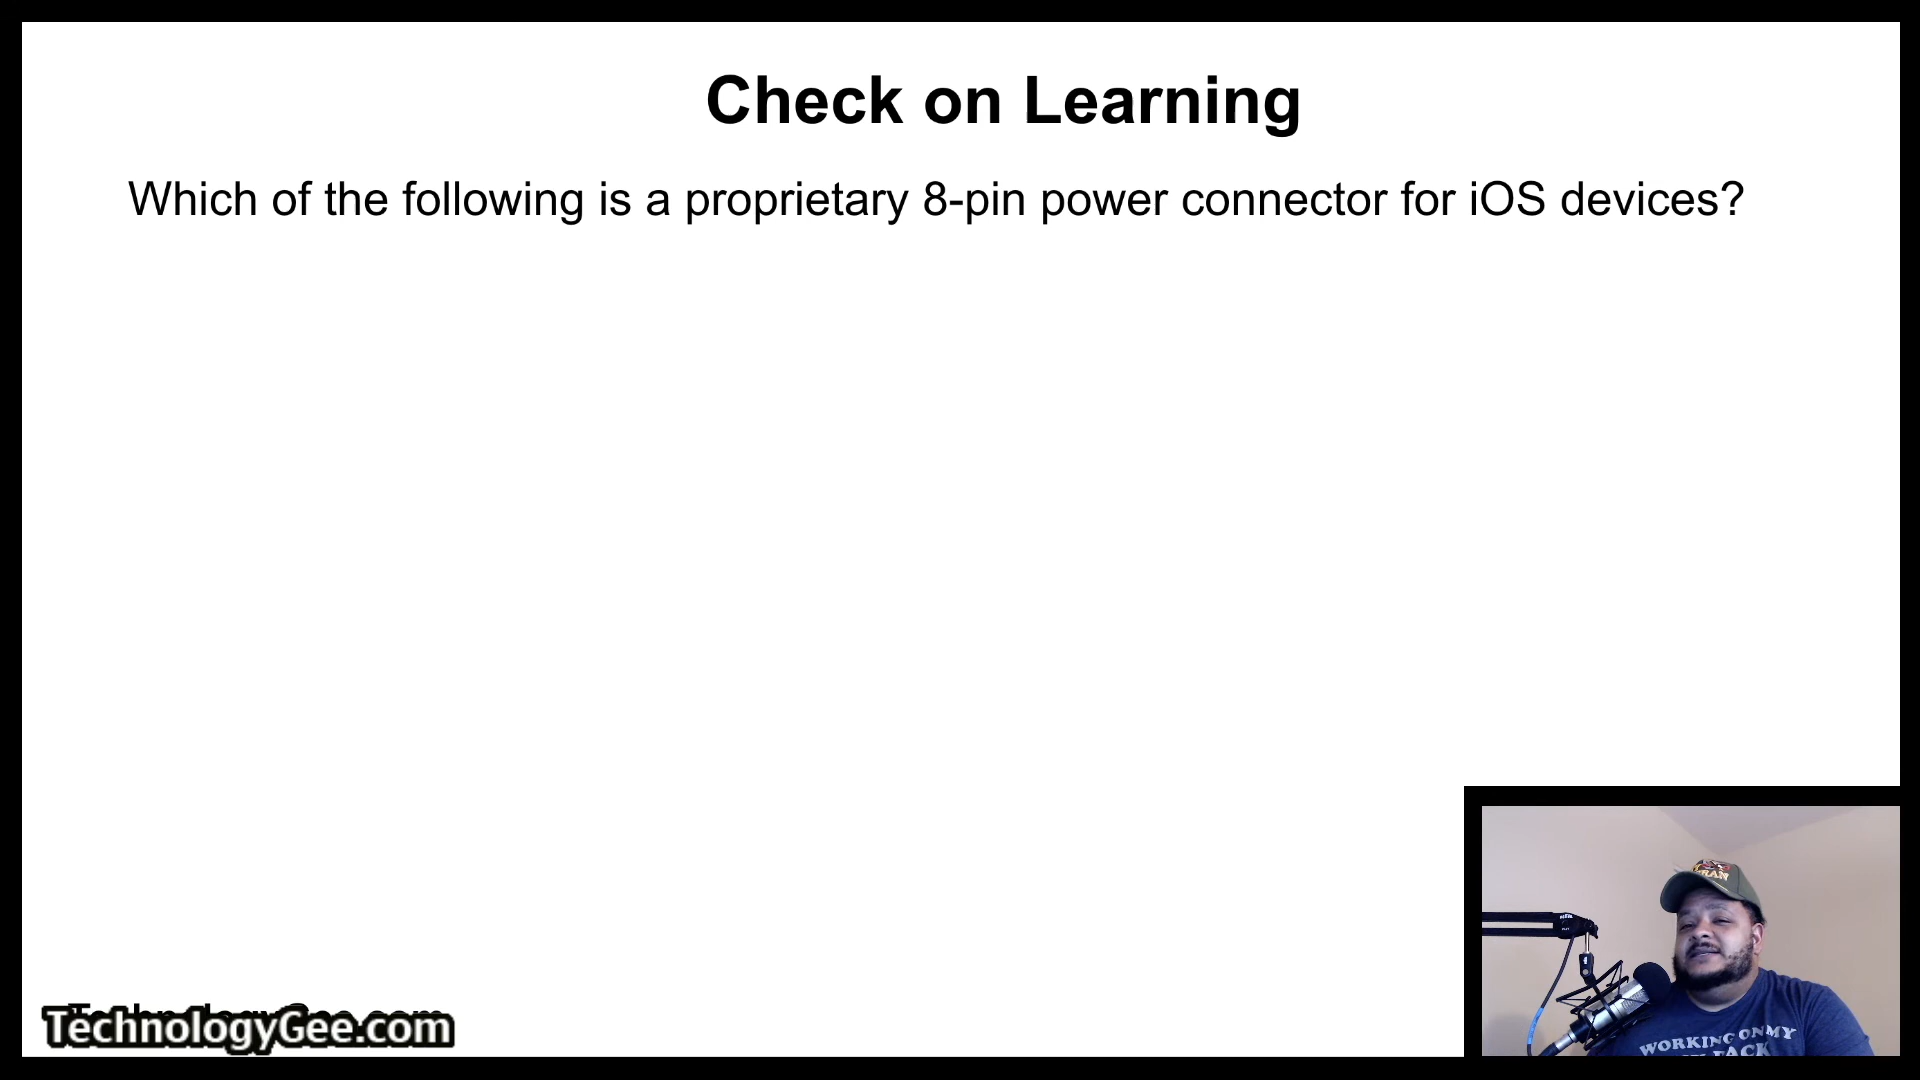 Check on Learning
Which of the following is a proprietary 8-pin power connector for iOS devices?
TechnologyGee.com
WORKING ON MY